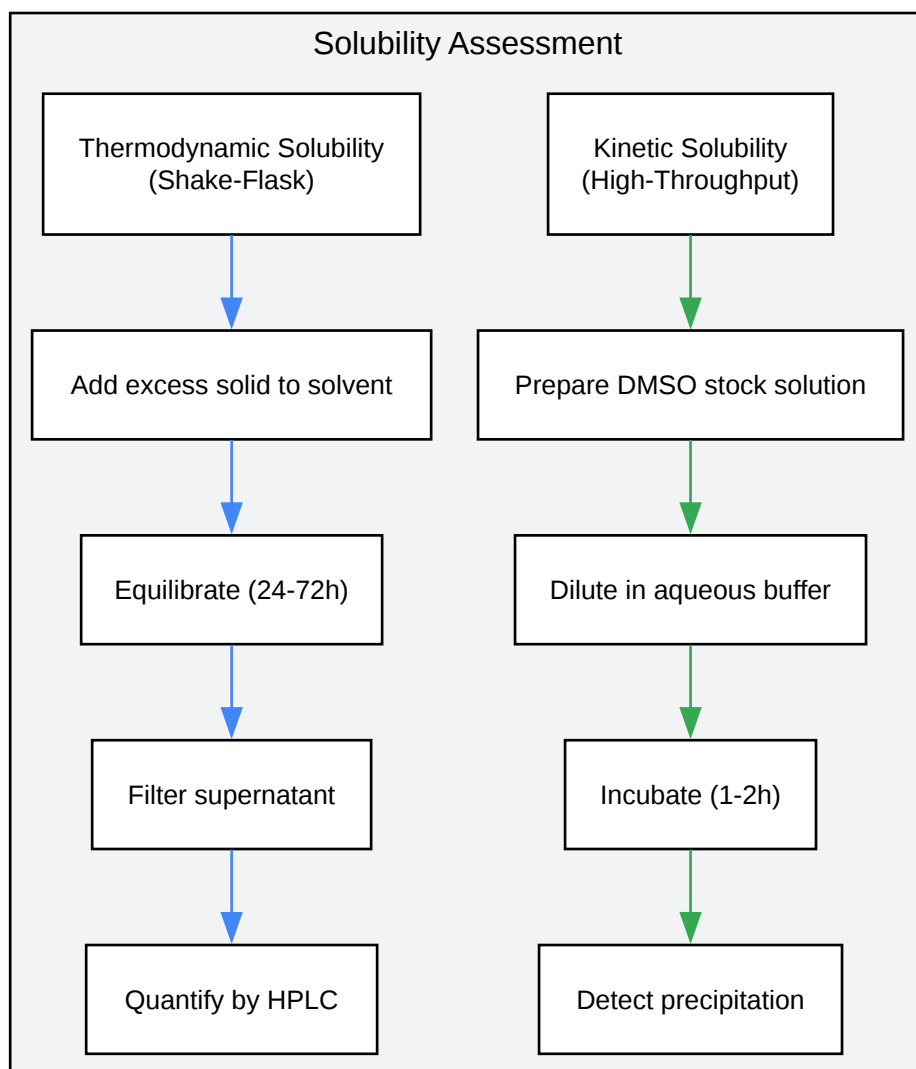 Solubility Assessment
Thermodynamic Solubility
(Shake-Flask)
Add excess solid to solvent
Equilibrate (24-72h)
Filter supernatant
Quantify by HPLC
Kinetic Solubility
(High-Throughput)
Prepare DMSO stock solution
Dilute in aqueous buffer
Incubate (1-2h)
Detect precipitation